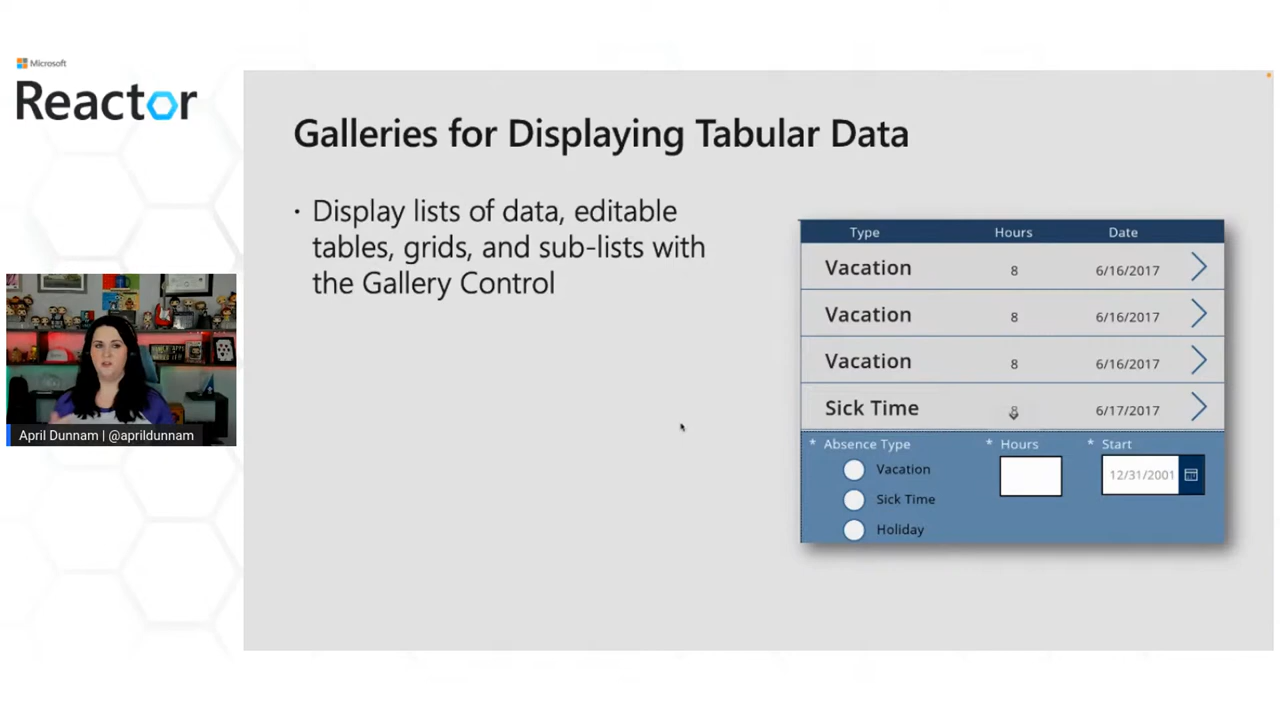 Microsoft
Reactor
Galleries for Displaying Tabular Data
• Display lists of data, editable
tables, grids, and sub-lists with
the Gallery Control
Type Hours Date
Vacation 8 6/16/2017
Vacation 8 6/16/2017
Vacation 8 6/16/2017
Sick Time 8 6/17/2017
* Absence Type * Hours * Start
Vacation 12/31/2001
Sick Time
Holiday
April Dunnam | @aprildunnam